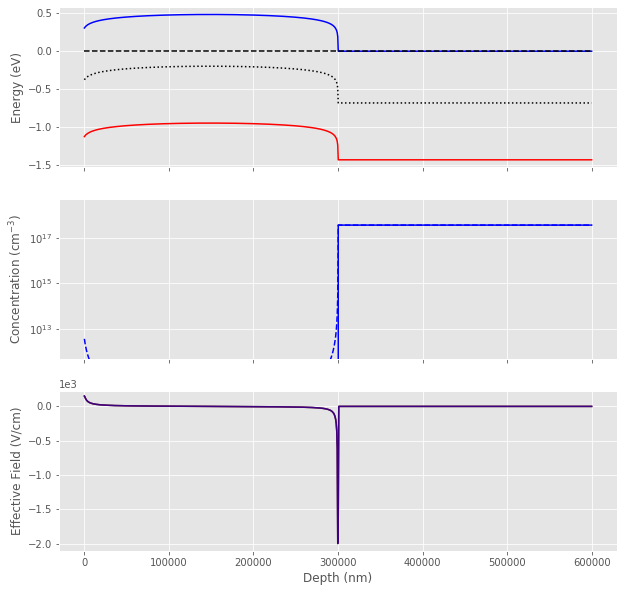 0.5
0.0
−0.5
−1.0
−1.5
Energy (eV)
10^17
10^15
10^13
Concentration (cm^−3)
1e3
0.0
−0.5
−1.0
−1.5
−2.0
Effective Field (V/cm)
0 100000 200000 300000 400000 500000 600000
Depth (nm)